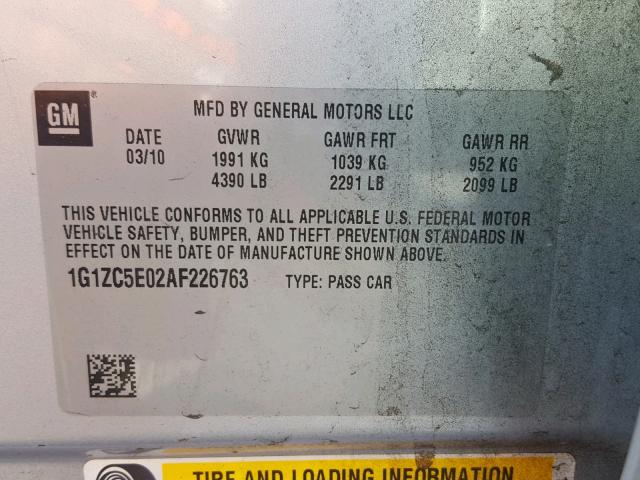 GM
MFD BY GENERAL MOTORS LLC
DATE GVWR GAWR FRT GAWR RR
03/10 1991 KG 1039 KG 952 KG
4390 LB 2291 LB 2099 LB
THIS VEHICLE CONFORMS TO ALL APPLICABLE U.S. FEDERAL MOTOR
VEHICLE SAFETY, BUMPER, AND THEFT PREVENTION STANDARDS IN
EFFECT ON THE DATE OF MANUFACTURE SHOWN ABOVE.
1G1ZC5E02AF226763 TYPE: PASS CAR
TIRE AND LOADING INFORMATION